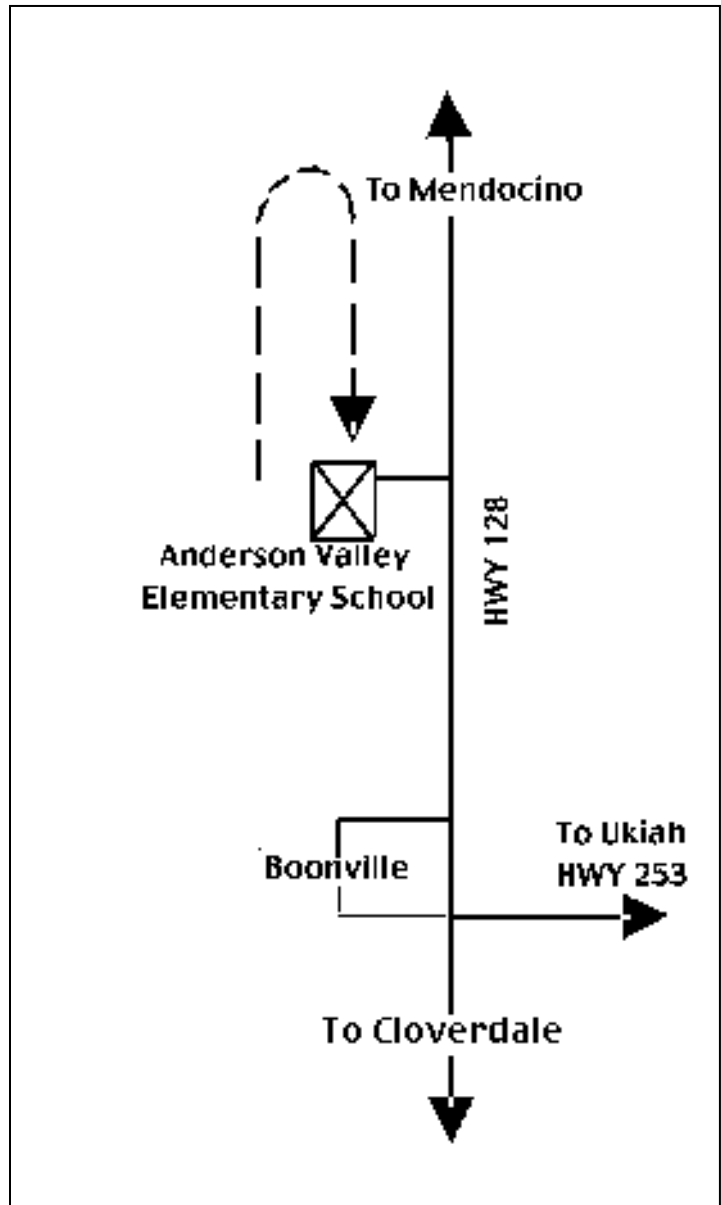 To Mendocino
Anderson Valley
Elementary School
HWY 128
Boonville
To Ukiah
HWY 253
To Cloverdale